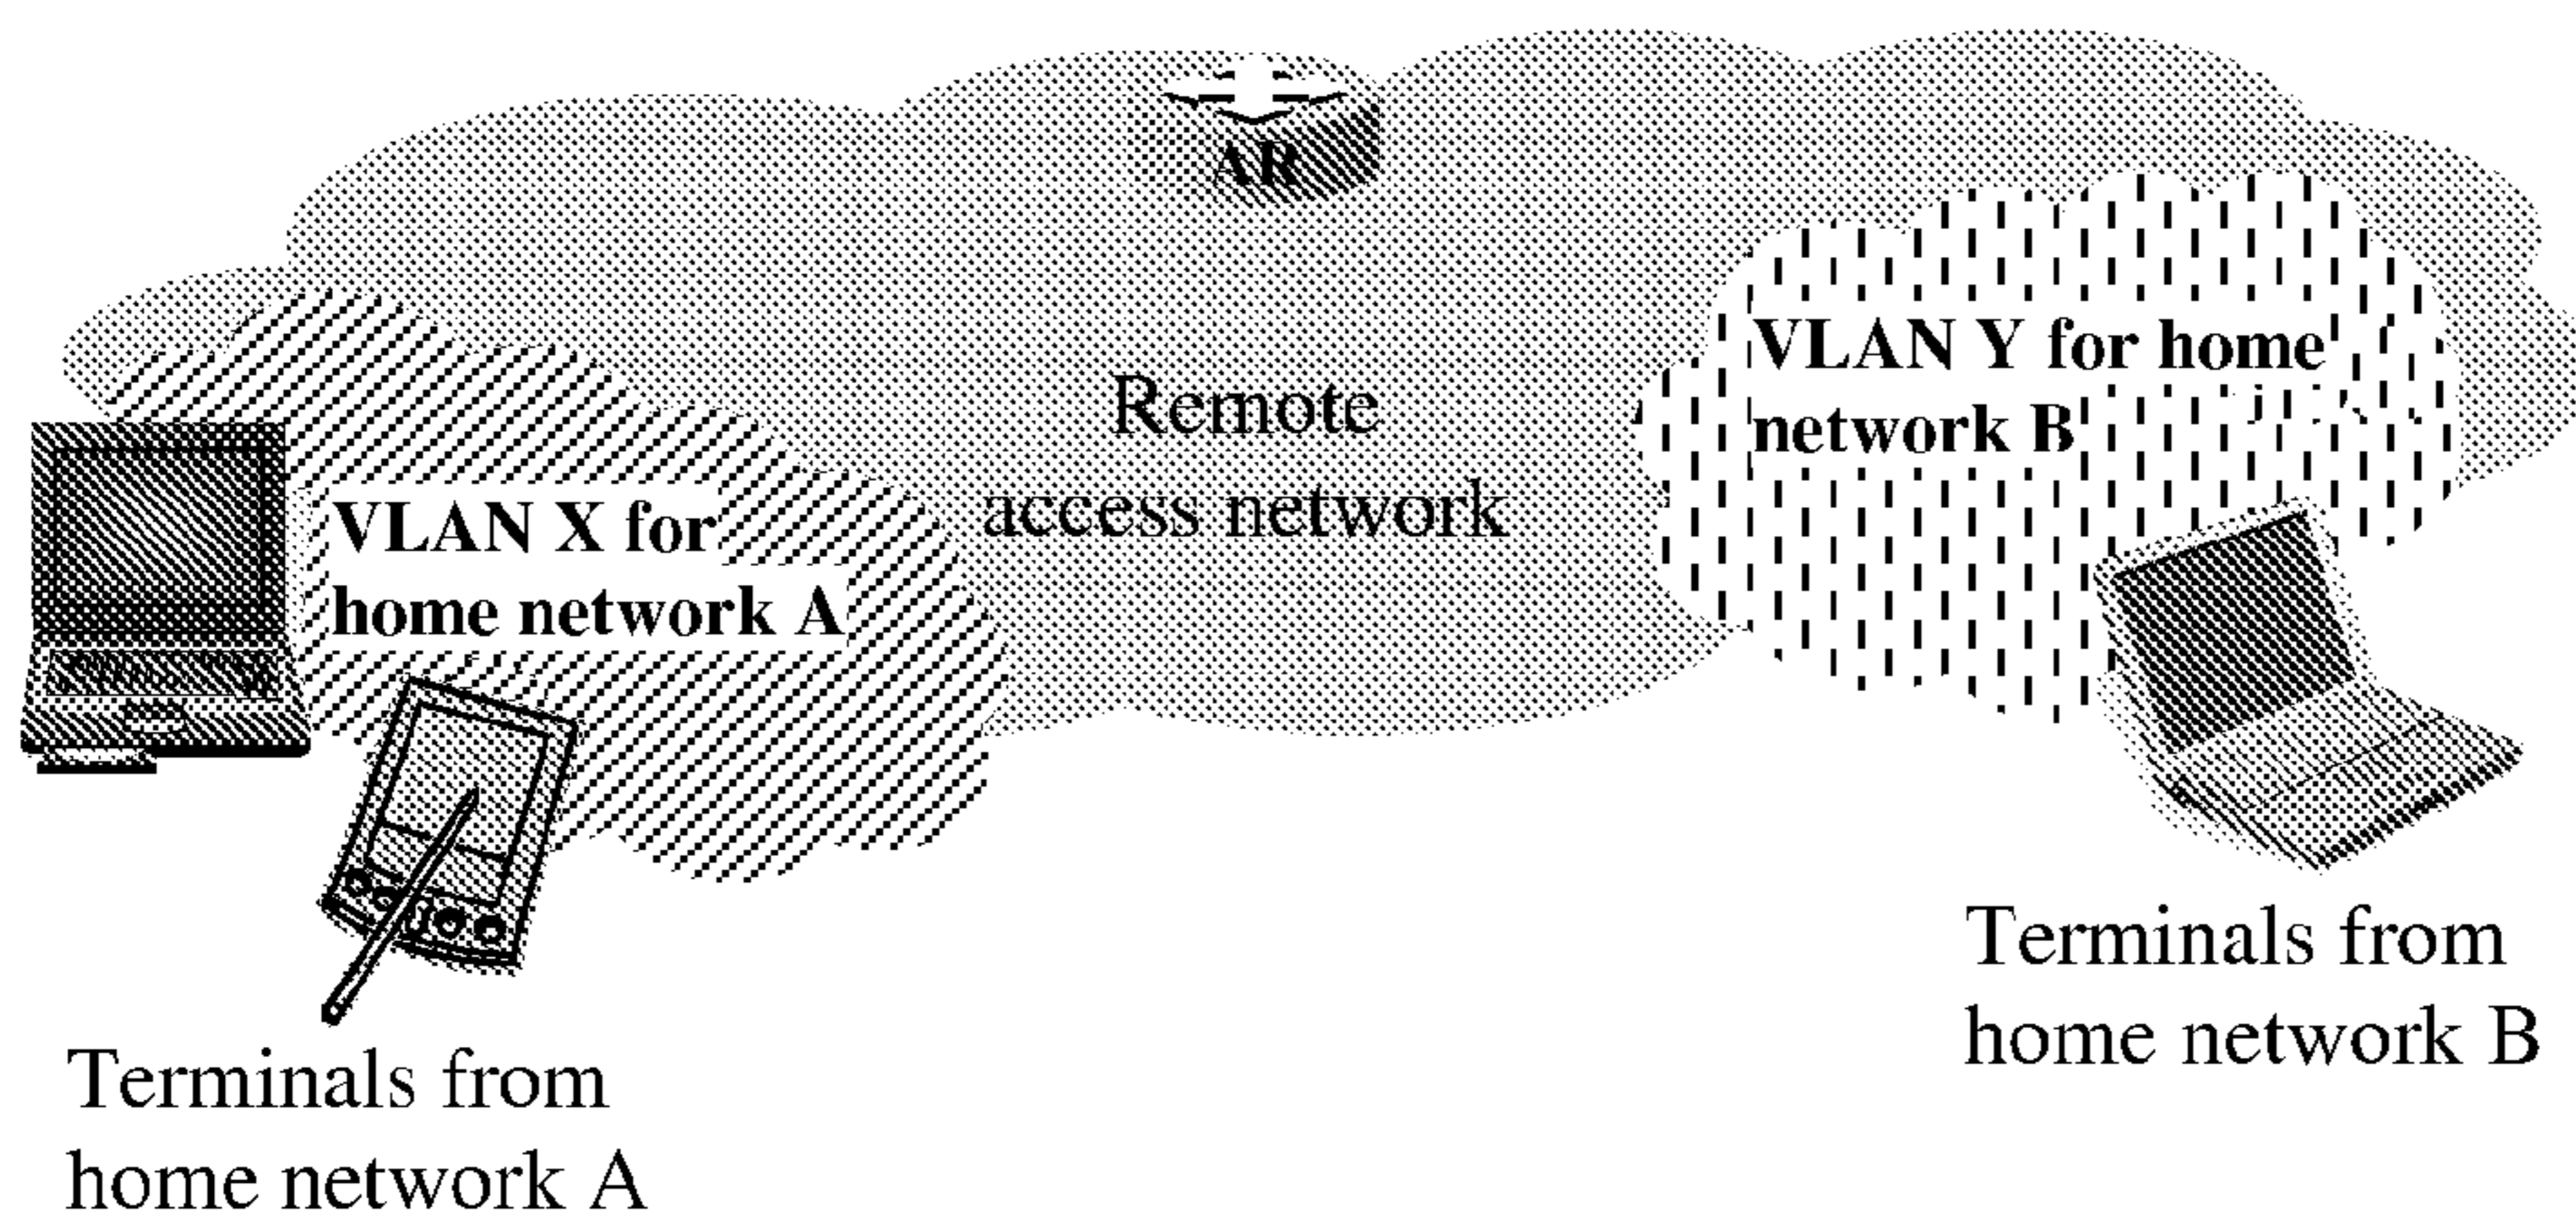 AR
Remote
access network
VLAN Y for home
network B
VLAN X for
home network A
Terminals from
home network B
Terminals from
home network A